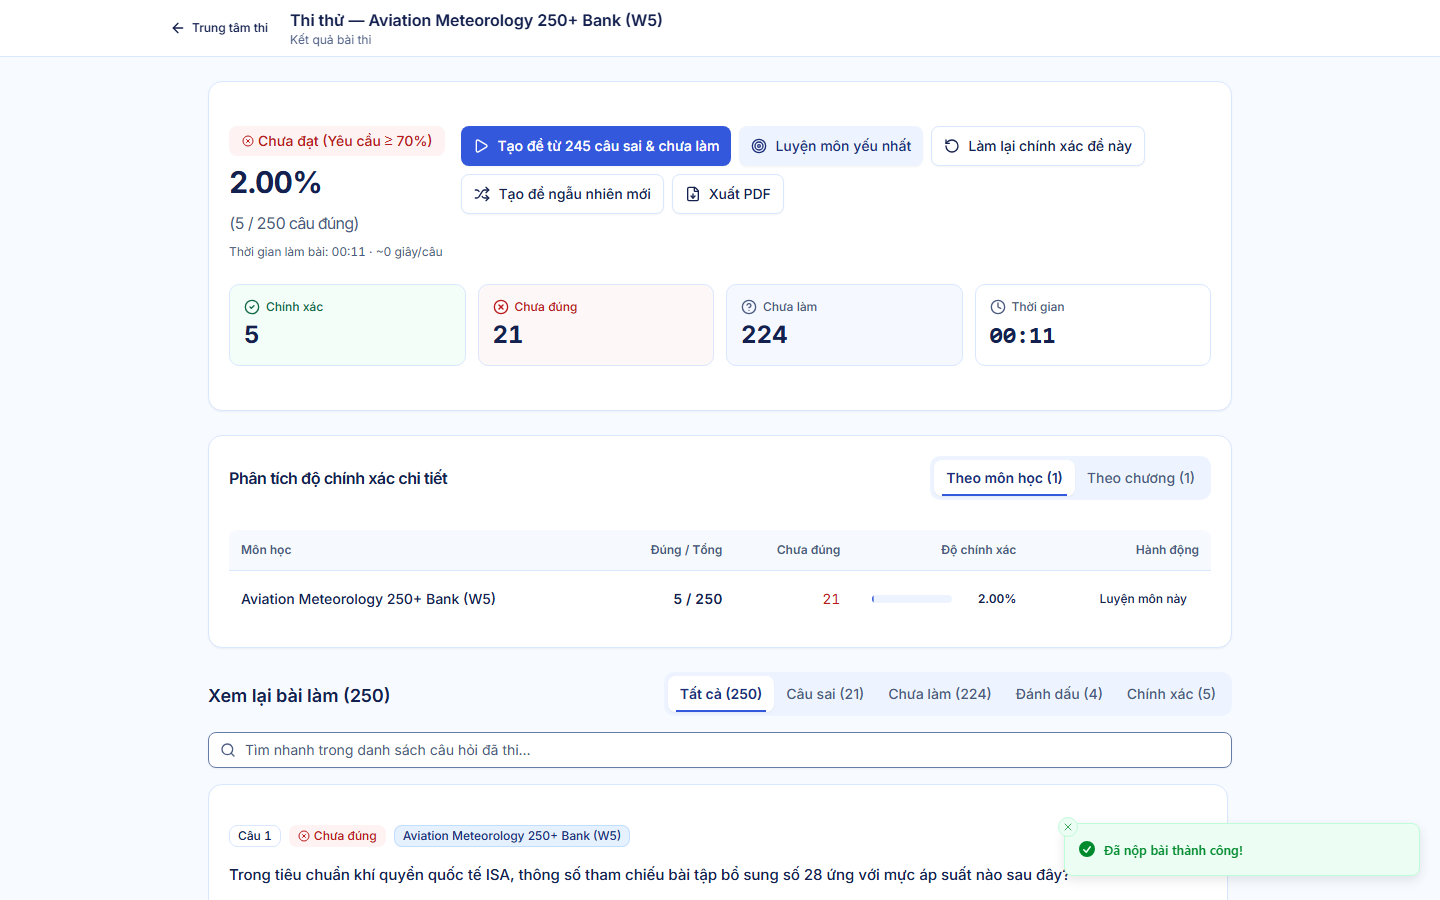 Trung tâm thi
Thi thử — Aviation Meteorology 250+ Bank (W5)
Kết quả bài thi
Chưa đạt (Yêu cầu ≥ 70%)
2.00%
(5 / 250 câu đúng)
Thời gian làm bài: 00:11 · ~0 giây/câu
Tạo đề từ 245 câu sai & chưa làm
Luyện môn yếu nhất
Làm lại chính xác đề này
Tạo đề ngẫu nhiên mới
Xuất PDF
Chính xác
5
Chưa đúng
21
Chưa làm
224
Thời gian
00:11
Phân tích độ chính xác chi tiết
Theo môn học (1)
Theo chương (1)
Môn học
Đúng / Tổng
Chưa đúng
Độ chính xác
Hành động
Aviation Meteorology 250+ Bank (W5)
5 / 250
21
2.00%
Luyện môn này
Xem lại bài làm (250)
Tất cả (250)
Câu sai (21)
Chưa làm (224)
Đánh dấu (4)
Chính xác (5)
Tìm nhanh trong danh sách câu hỏi đã thi...
Câu 1
Chưa đúng
Aviation Meteorology 250+ Bank (W5)
Trong tiêu chuẩn khí quyển quốc tế ISA, thông số tham chiếu bài tập bổ sung số 28 ứng với mực áp suất nào sau đây?
Đã nộp bài thành công!